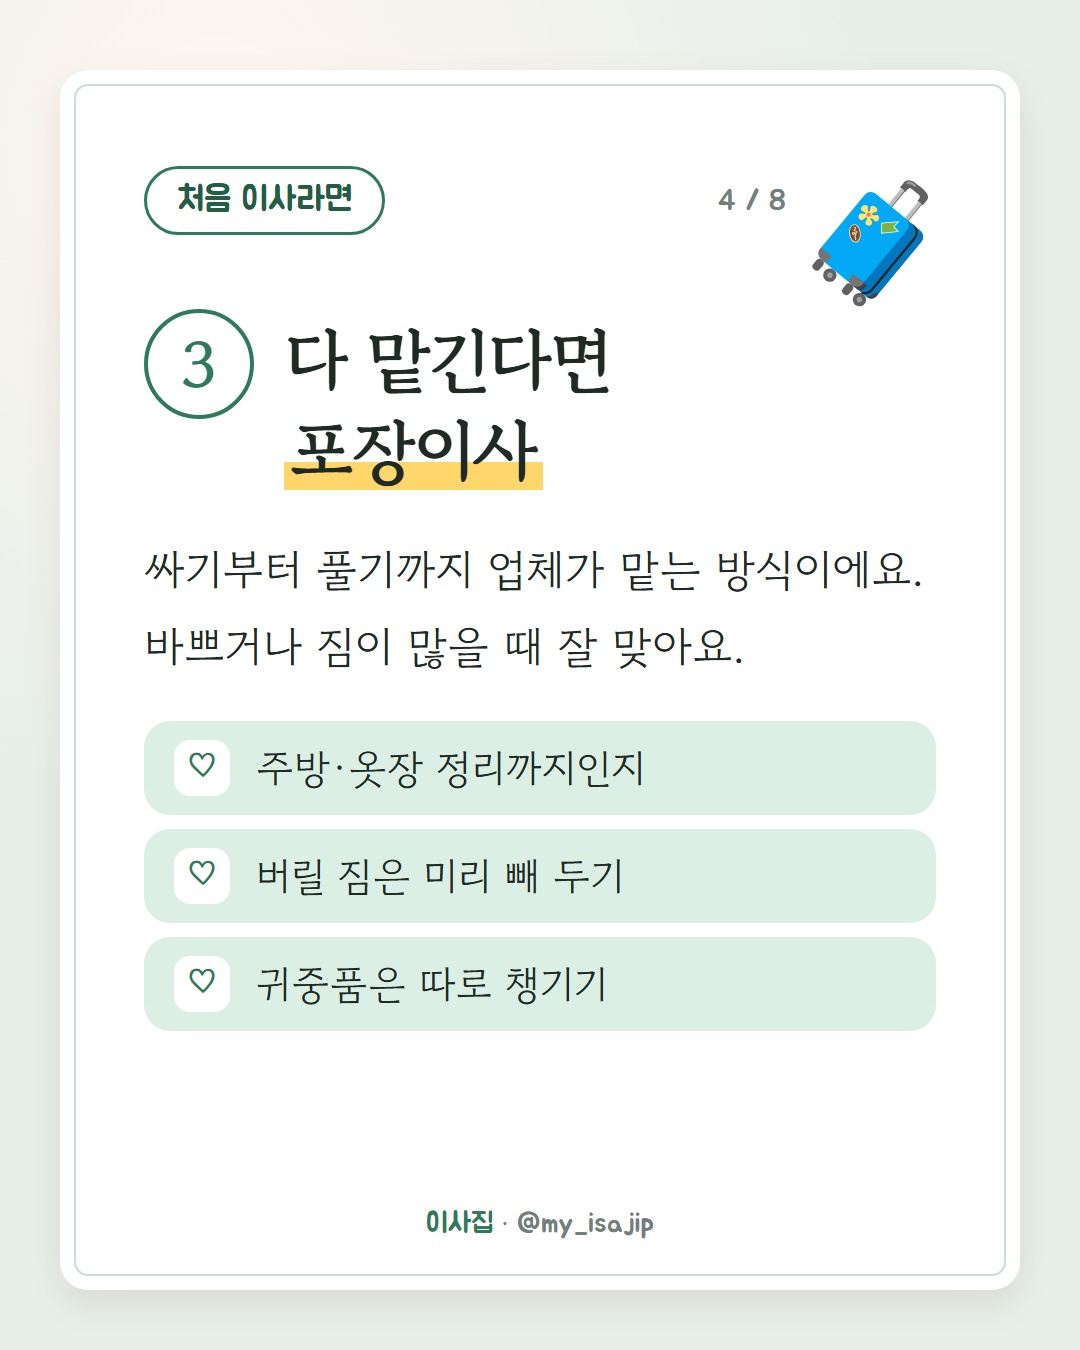 처음 이사라면
4 / 8
3
다 맡긴다면
포장이사
싸기부터 풀기까지 업체가 맡는 방식이에요.
바쁘거나 짐이 많을 때 잘 맞아요.
♡ 주방·옷장 정리까지인지
♡ 버릴 짐은 미리 빼 두기
♡ 귀중품은 따로 챙기기
이사집 · @my_isajip